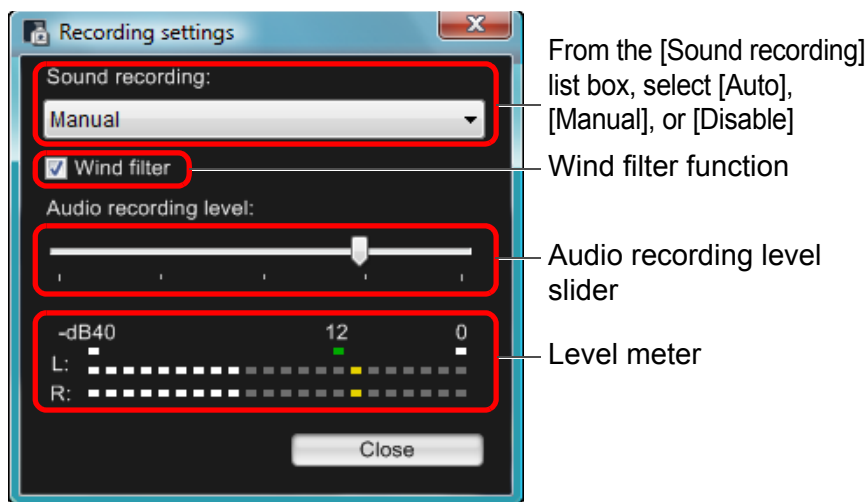 Recording settings
Sound recording:
Manual
Wind filter
Audio recording level:
-dB40 12 0
L:
R:
Close
From the [Sound recording]
list box, select [Auto],
[Manual], or [Disable]
Wind filter function
Audio recording level
slider
Level meter